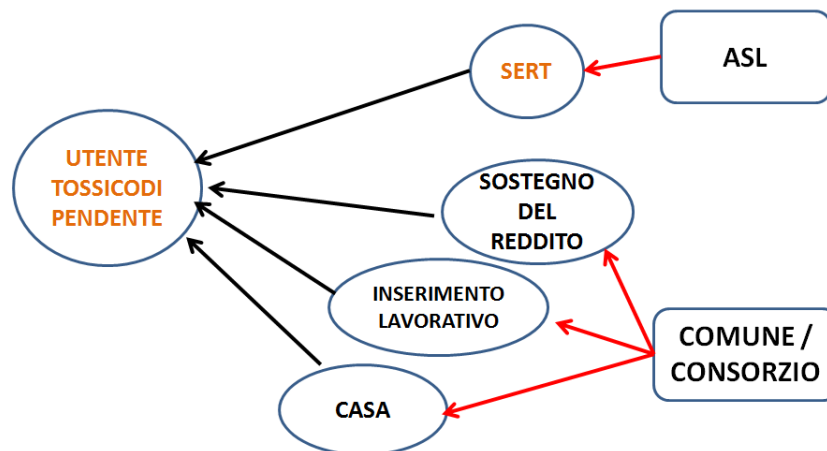 SERT
ASL
UTENTE
TOSSICODI
PENDENTE
SOSTEGNO
DEL
REDDITO
INSERIMENTO
LAVORATIVO
COMUNE /
CONSORZIO
CASA